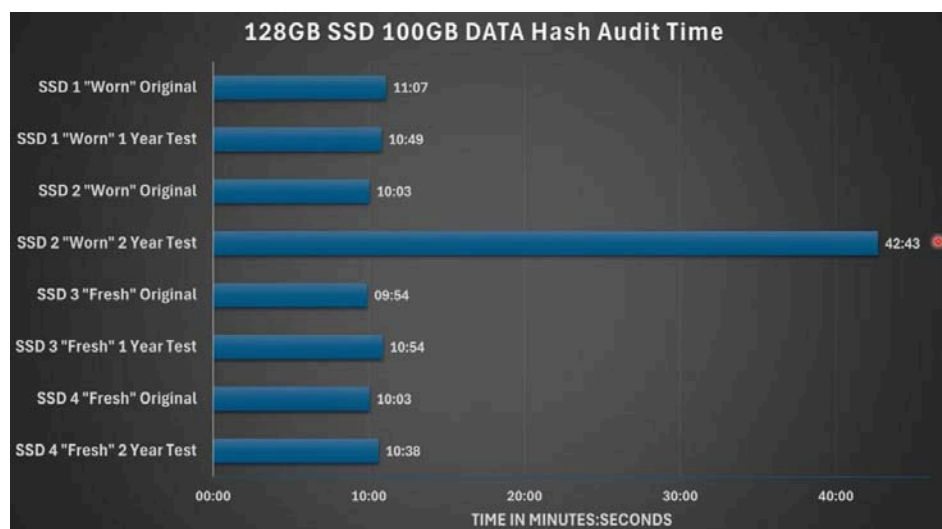 128GB SSD 100GB DATA Hash Audit Time
SSD 1 "Worn" Original 11:07
SSD 1 "Worn" 1 Year Test 10:49
SSD 2 "Worn" Original 10:03
SSD 2 "Worn" 2 Year Test 42:43
SSD 3 "Fresh" Original 09:54
SSD 3 "Fresh" 1 Year Test 10:54
SSD 4 "Fresh" Original 10:03
SSD 4 "Fresh" 2 Year Test 10:38
00:00 10:00 20:00 30:00 40:00
TIME IN MINUTES:SECONDS